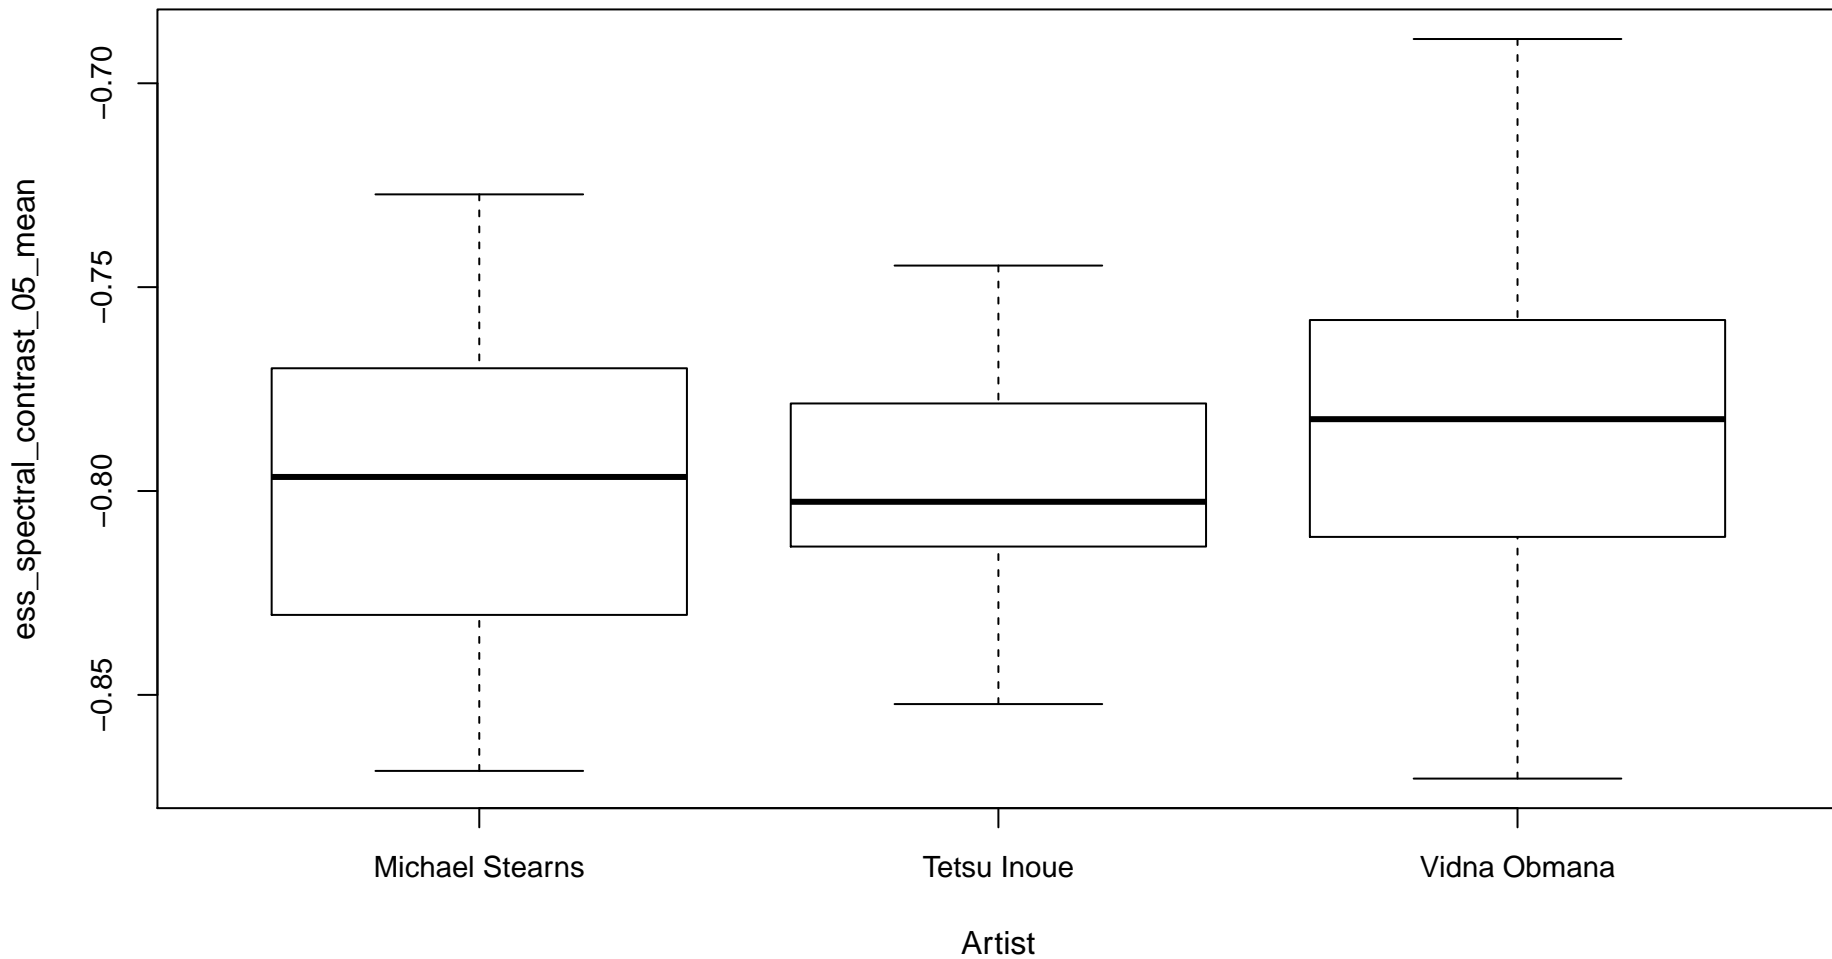 ess_spectral_contrast_05_mean
−0.70
−0.75
−0.80
−0.85
Michael Stearns
Tetsu Inoue
Vidna Obmana
Artist